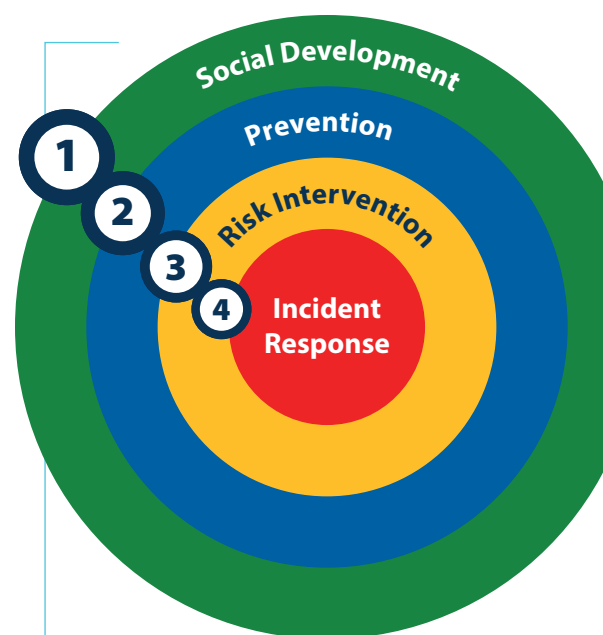 Social Development
Prevention
Risk Intervention
Incident
Response
1
2
3
4